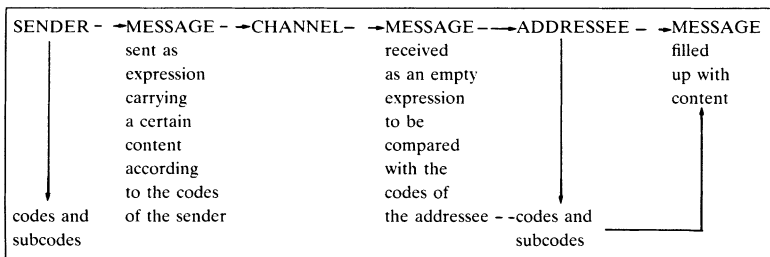 SENDER - → MESSAGE - → CHANNEL - → MESSAGE - - → ADDRESSEE - → MESSAGE
sent as received filled
expression as an empty up with
carrying expression content
a certain to be
content compared
according with the
to the codes codes of
codes and of the sender the addressee - - codes and
subcodes subcodes